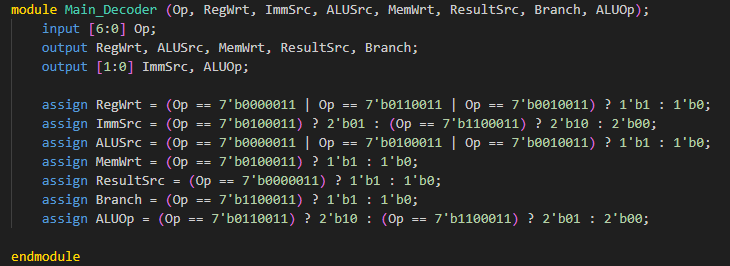 module Main_Decoder (Op, RegWrt, ImmSrc, ALUSrc, MemWrt, ResultSrc, Branch, ALUOp);
input [6:0] Op;
output RegWrt, ALUSrc, MemWrt, ResultSrc, Branch;
output [1:0] ImmSrc, ALUOp;
assign RegWrt = (Op == 7'b0000011 | Op == 7'b0110011 | Op == 7'b0010011) ? 1'b1 : 1'b0;
assign ImmSrc = (Op == 7'b0100011) ? 2'b01 : (Op == 7'b1100011) ? 2'b10 : 2'b00;
assign ALUSrc = (Op == 7'b0000011 | Op == 7'b0100011 | Op == 7'b0010011) ? 1'b1 : 1'b0;
assign MemWrt = (Op == 7'b0100011) ? 1'b1 : 1'b0;
assign ResultSrc = (Op == 7'b0000011) ? 1'b1 : 1'b0;
assign Branch = (Op == 7'b1100011) ? 1'b1 : 1'b0;
assign ALUOp = (Op == 7'b0110011) ? 2'b10 : (Op == 7'b1100011) ? 2'b01 : 2'b00;
endmodule